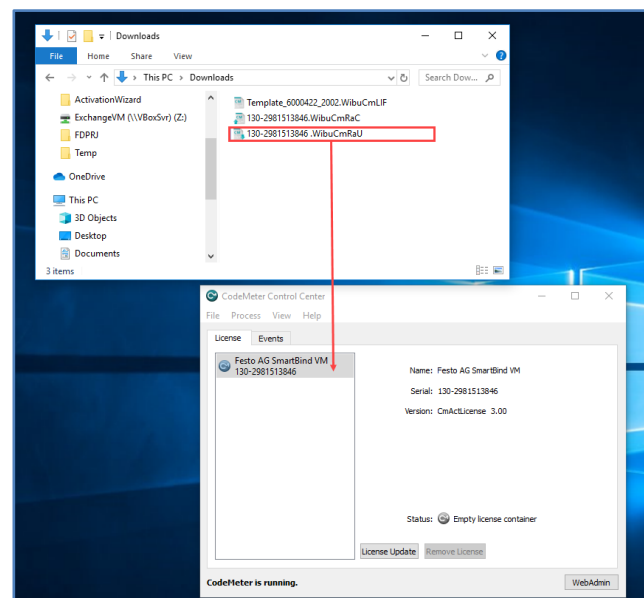 Downloads
File Home Share View
This PC > Downloads
Search Dow...
ActivationWizard
ExchangeVM (\\VBoxSvr) (Z:)
FDPRJ
Temp
OneDrive
This PC
3D Objects
Desktop
Documents
Template_6000422_2002.WibuCmLIF
130-2981513846.WibuCmRaC
130-2981513846 .WibuCmRaU
3 items
CodeMeter Control Center
File Process View Help
License Events
Festo AG SmartBind VM
130-2981513846
Name: Festo AG SmartBind VM
Serial: 130-2981513846
Version: CmActLicense 3.00
Status: Empty license container
License Update Remove License
CodeMeter is running. WebAdmin